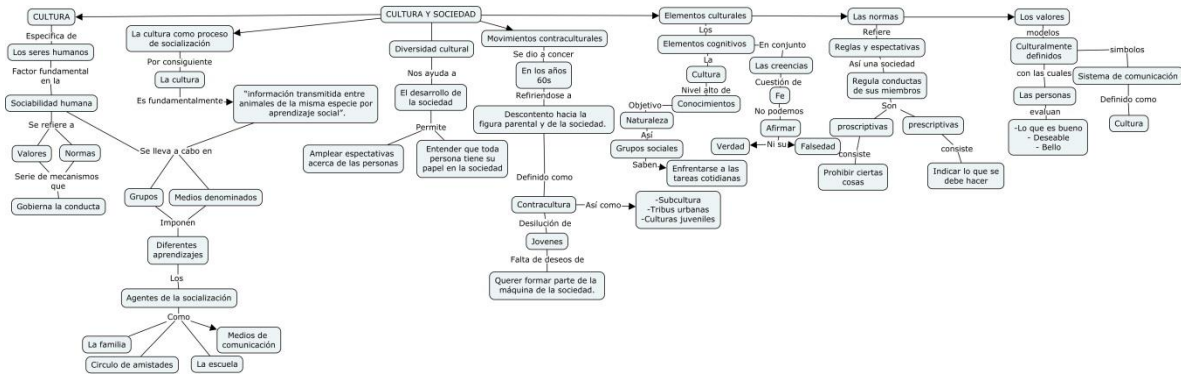 CULTURA
CULTURA Y SOCIEDAD
Elementos culturales
Las normas
Los valores
Especifica de
Los seres humanos
Factor fundamental
en la
Sociabilidad humana
Se refiere a
Valores
Normas
Serie de mecanismos
que
Gobierna la conducta
La cultura como proceso
de socialización
Por consiguiente
La cultura
Es fundamentalmente
"información transmitida entre
animales de la misma especie por
aprendizaje social".
Se lleva a cabo en
Grupos
Medios denominados
Imponen
Diferentes
aprendizajes
Los
Agentes de la socialización
Como
La familia
Circulo de amistades
La escuela
Medios de
comunicación
Diversidad cultural
Nos ayuda a
El desarrollo de
la sociedad
Permite
Amplear espectativas
acerca de las personas
Entender que toda
persona tiene su
papel en la sociedad
Movimientos contraculturales
Se dio a concer
En los años
60s
Refiriendose a
Descontento hacia la
figura parental y de la sociedad.
Definido como
Contracultura
Así como
-Subcultura
-Tribus urbanas
-Culturas juveniles
Desilución de
Jovenes
Falta de deseos de
Querer formar parte de la
máquina de la sociedad.
Los
Elementos cognitivos
La
Cultura
Nivel alto de
Conocimientos
Objetivo
Naturaleza
Así
Grupos sociales
Saben
Enfrentarse a las
tareas cotidianas
En conjunto
Las creencias
Cuestión de
Fe
No podemos
Afirmar
Verdad
Ni su
Falsedad
Refiere
Reglas y espectativas
Así una sociedad
Regula conductas
de sus miembros
Son
proscriptivas
prescriptivas
consiste
Prohibir ciertas
cosas
consiste
Indicar lo que se
debe hacer
modelos
Culturalmente
definidos
con las cuales
Las personas
evaluan
-Lo que es bueno
- Deseable
- Bello
simbolos
Sistema de comunicación
Definido como
Cultura